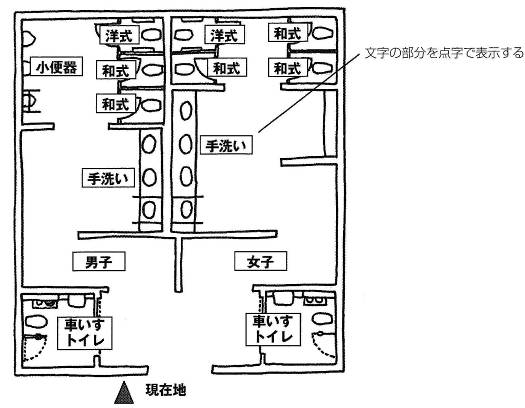 洋式
洋式
和式
小便器
和式
和式
和式
文字の部分を点字で表示する
和式
手洗い
手洗い
男子
女子
車いす
トイレ
車いす
トイレ
現在地